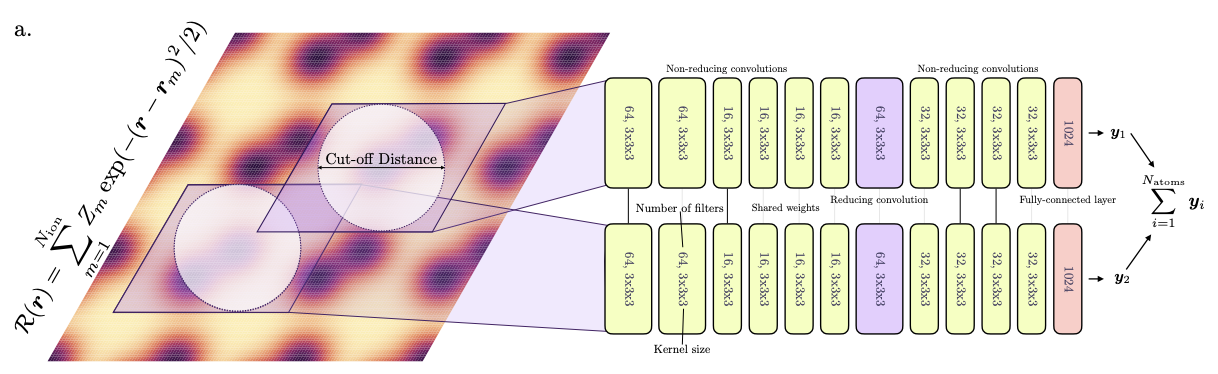 a.
$\mathcal{R}(\boldsymbol{r}) = \sum_{m=1}^{N_{\mathrm{ion}}} Z_m \exp(-(\boldsymbol{r} - \boldsymbol{r}_m)^2/2)$
Cut-off Distance
Non-reducing convolutions
Non-reducing convolutions
64, 3x3x3
64, 3x3x3
16, 3x3x3
16, 3x3x3
16, 3x3x3
16, 3x3x3
64, 3x3x3
32, 3x3x3
32, 3x3x3
32, 3x3x3
32, 3x3x3
1024
$\boldsymbol{y}_1$
Number of filters
Shared weights
Reducing convolution
Fully-connected layer
$\sum_{i=1}^{N_{\mathrm{atoms}}} \boldsymbol{y}_i$
64, 3x3x3
64, 3x3x3
16, 3x3x3
16, 3x3x3
16, 3x3x3
16, 3x3x3
64, 3x3x3
32, 3x3x3
32, 3x3x3
32, 3x3x3
32, 3x3x3
1024
$\boldsymbol{y}_2$
Kernel size